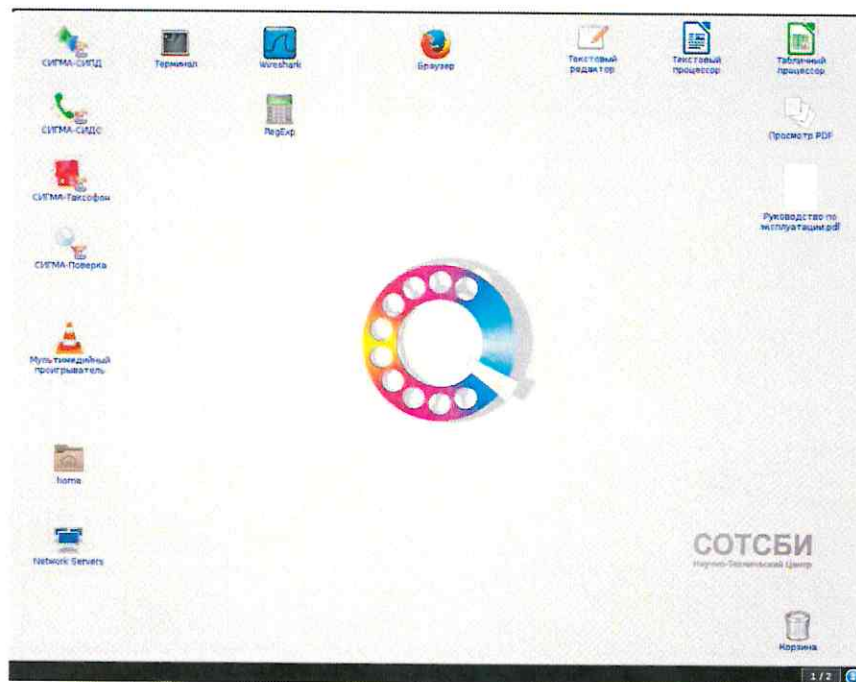 СИГМА-СИПД
Терминал
Wireshark
Браузер
Текстовый
редактор
Текстовый
процессор
Табличный
процессор
СИГМА-СИДС
RegExp
Просмотр PDF
СИГМА-Таксофон
Руководство по
эксплуатации.pdf
СИГМА-Поверка
Мультимедийный
проигрыватель
home
Network Servers
СОТСБИ
Научно-Технический Центр
Корзина
1 / 2